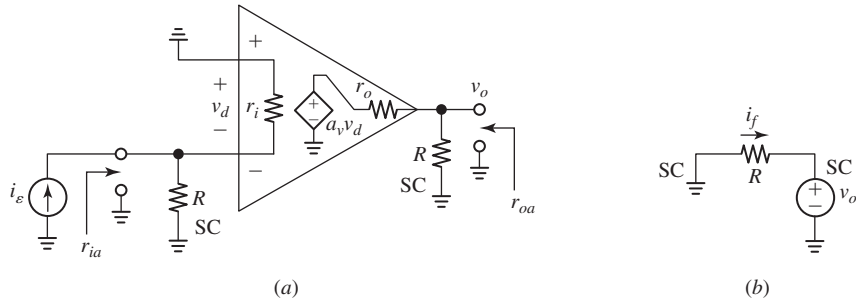 +
+
v_d
−
r_i
+
−
a_v v_d
r_o
v_o
−
R
SC
R
SC
i_ε
r_ia
r_oa
(a)
i_f
SC
R
SC
+
−
v_o
(b)